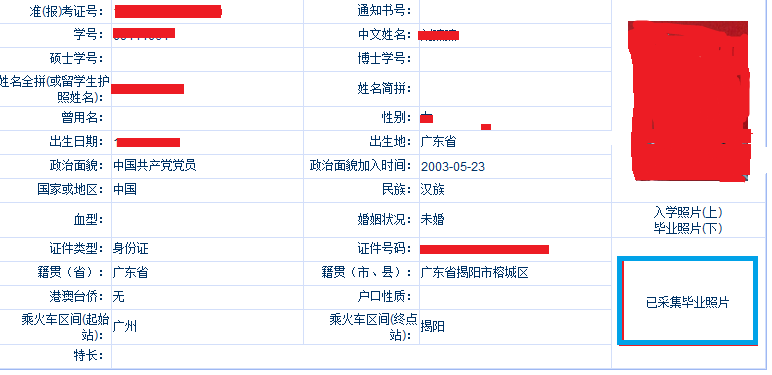 准(报)考证号：
通知书号：
学号：
中文姓名：
硕士学号：
博士学号：
姓名全拼(或留学生护
照姓名)：
姓名简拼：
曾用名：
性别：
出生日期：
出生地：
广东省
政治面貌：
中国共产党党员
政治面貌加入时间：
2003-05-23
国家或地区：
中国
民族：
汉族
血型：
婚姻状况：
未婚
入学照片(上)
毕业照片(下)
证件类型：
身份证
证件号码：
籍贯（省）：
广东省
籍贯（市、县）：
广东省揭阳市榕城区
港澳台侨：
无
户口性质：
已采集毕业照片
乘火车区间(起始
站)：
广州
乘火车区间(终点
站)：
揭阳
特长：